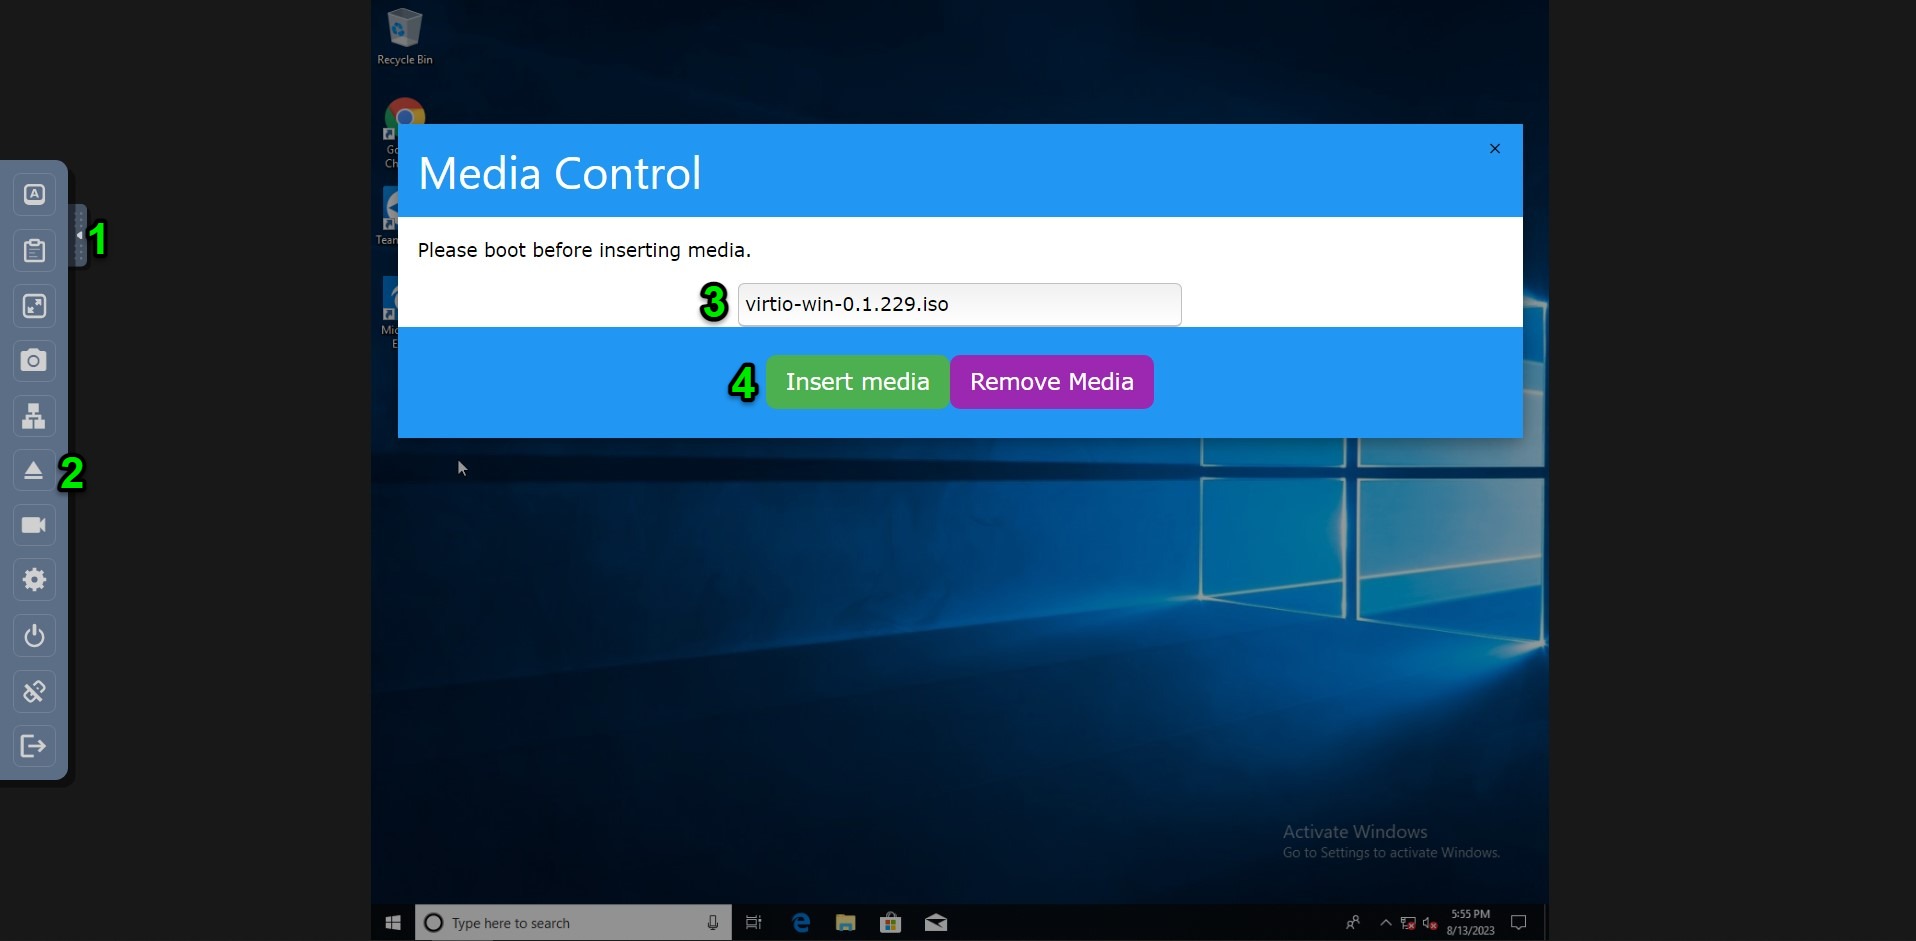 Recycle Bin
Go
Ch
Media Control
×
A
1
Team
Please boot before inserting media.
3
virtio-win-0.1.229.iso
Mic
E
4
Insert media
Remove Media
2
Activate Windows
Go to Settings to activate Windows.
Type here to search
5:55 PM
8/13/2023